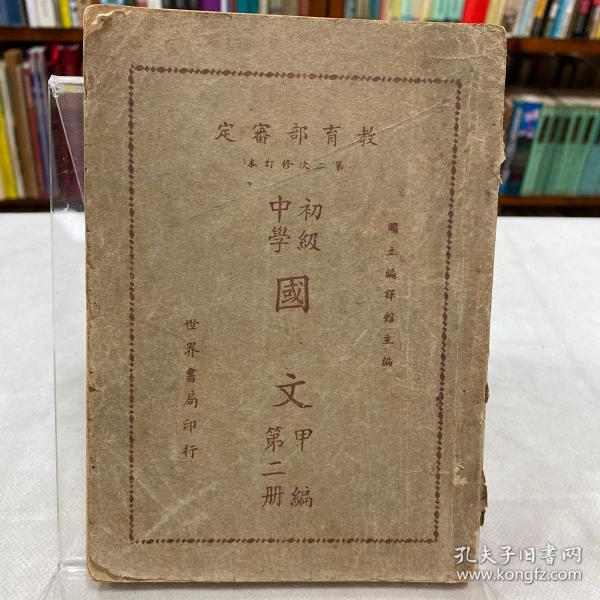 教育部審定
第二次修訂本
國立編譯館主編
初級
中學
國文
甲編
第二册
世界書局印行
孔夫子旧书网
www.kongfz.com